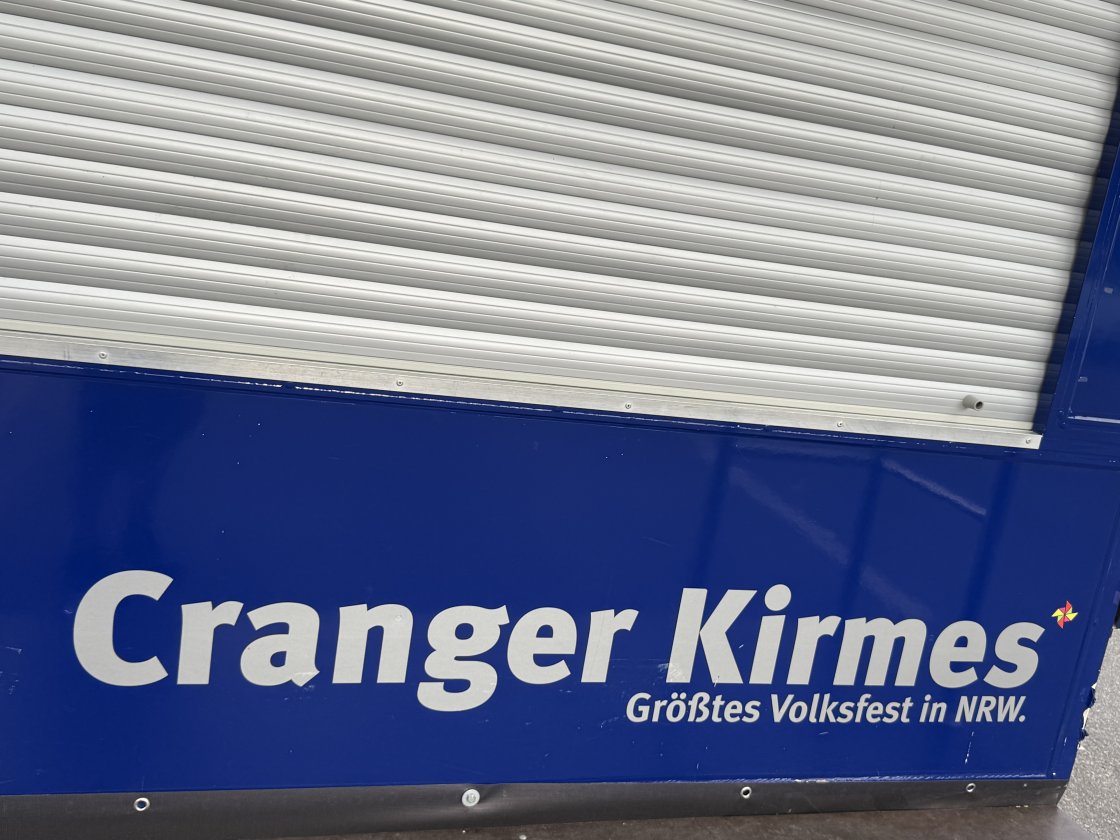 Cranger Kirmes
Größtes Volksfest in NRW.